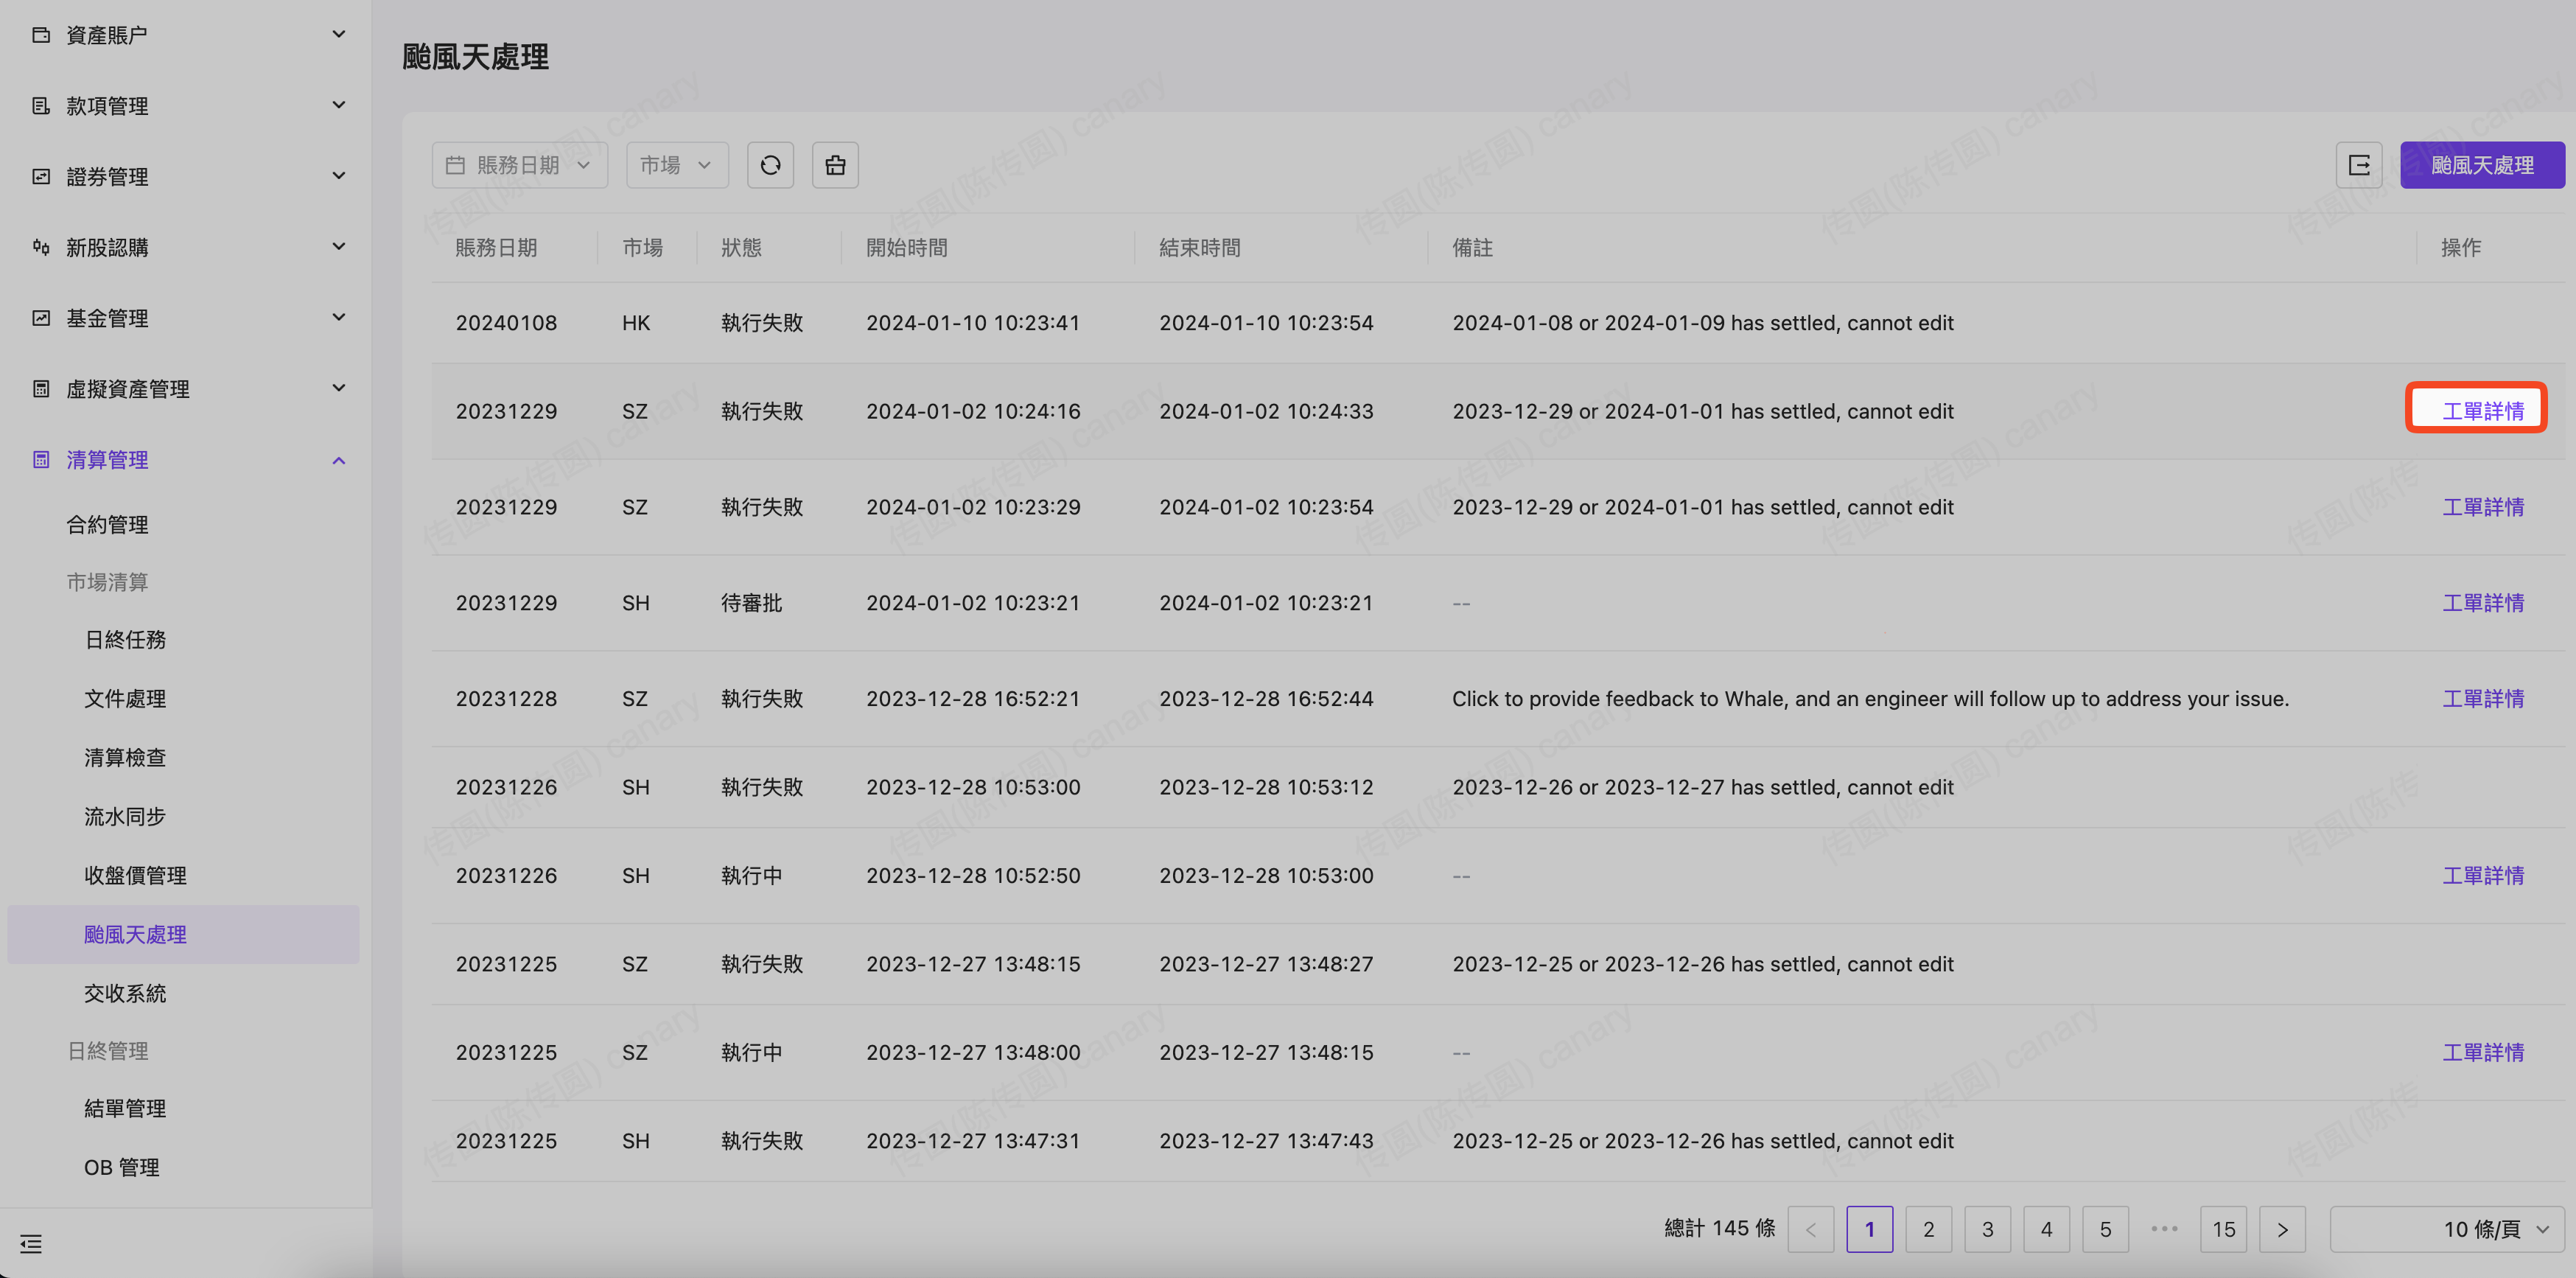 資產賬户
款項管理
證券管理
新股認購
基金管理
虛擬資產管理
清算管理
合約管理
市場清算
日終任務
文件處理
清算檢查
流水同步
收盤價管理
颱風天處理
交收系統
日終管理
結單管理
OB 管理
颱風天處理
賬務日期 市場 颱風天處理
賬務日期 市場 狀態 開始時間 結束時間 備註 操作
20240108 HK 執行失敗 2024-01-10 10:23:41 2024-01-10 10:23:54 2024-01-08 or 2024-01-09 has settled, cannot edit
20231229 SZ 執行失敗 2024-01-02 10:24:16 2024-01-02 10:24:33 2023-12-29 or 2024-01-01 has settled, cannot edit 工單詳情
20231229 SZ 執行失敗 2024-01-02 10:23:29 2024-01-02 10:23:54 2023-12-29 or 2024-01-01 has settled, cannot edit 工單詳情
20231229 SH 待審批 2024-01-02 10:23:21 2024-01-02 10:23:21 -- 工單詳情
20231228 SZ 執行失敗 2023-12-28 16:52:21 2023-12-28 16:52:44 Click to provide feedback to Whale, and an engineer will follow up to address your issue. 工單詳情
20231226 SH 執行失敗 2023-12-28 10:53:00 2023-12-28 10:53:12 2023-12-26 or 2023-12-27 has settled, cannot edit
20231226 SH 執行中 2023-12-28 10:52:50 2023-12-28 10:53:00 -- 工單詳情
20231225 SZ 執行失敗 2023-12-27 13:48:15 2023-12-27 13:48:27 2023-12-25 or 2023-12-26 has settled, cannot edit
20231225 SZ 執行中 2023-12-27 13:48:00 2023-12-27 13:48:15 -- 工單詳情
20231225 SH 執行失敗 2023-12-27 13:47:31 2023-12-27 13:47:43 2023-12-25 or 2023-12-26 has settled, cannot edit
總計 145 條 < 1 2 3 4 5 ••• 15 > 10 條/頁
传圆(陈传圆) canary